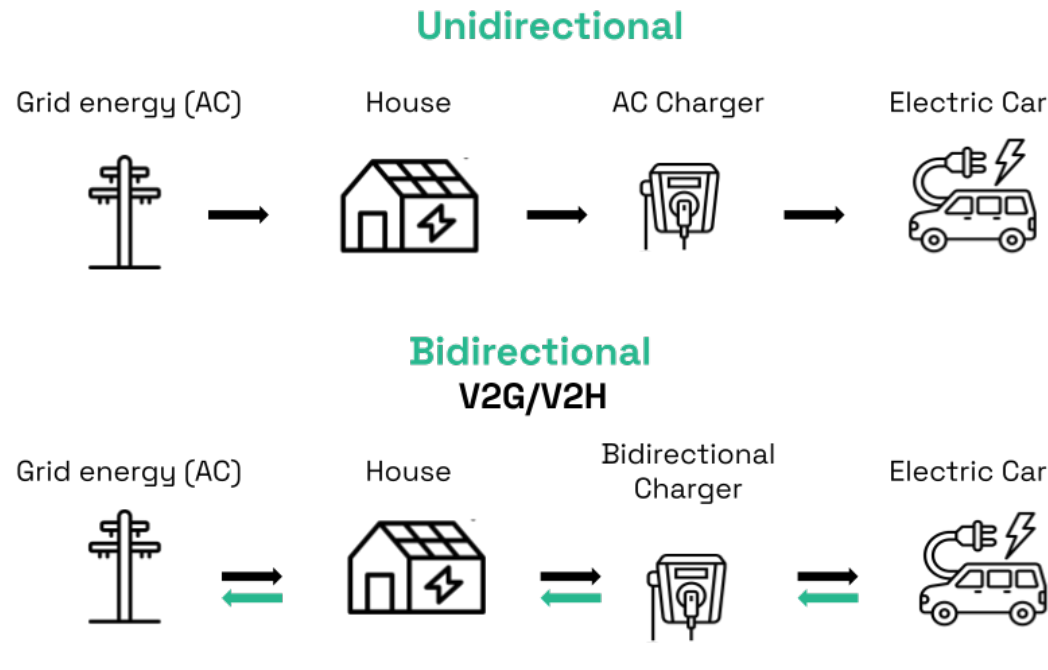 Unidirectional
Grid energy (AC)
House
AC Charger
Electric Car
Bidirectional
V2G/V2H
Grid energy (AC)
House
Bidirectional
Charger
Electric Car